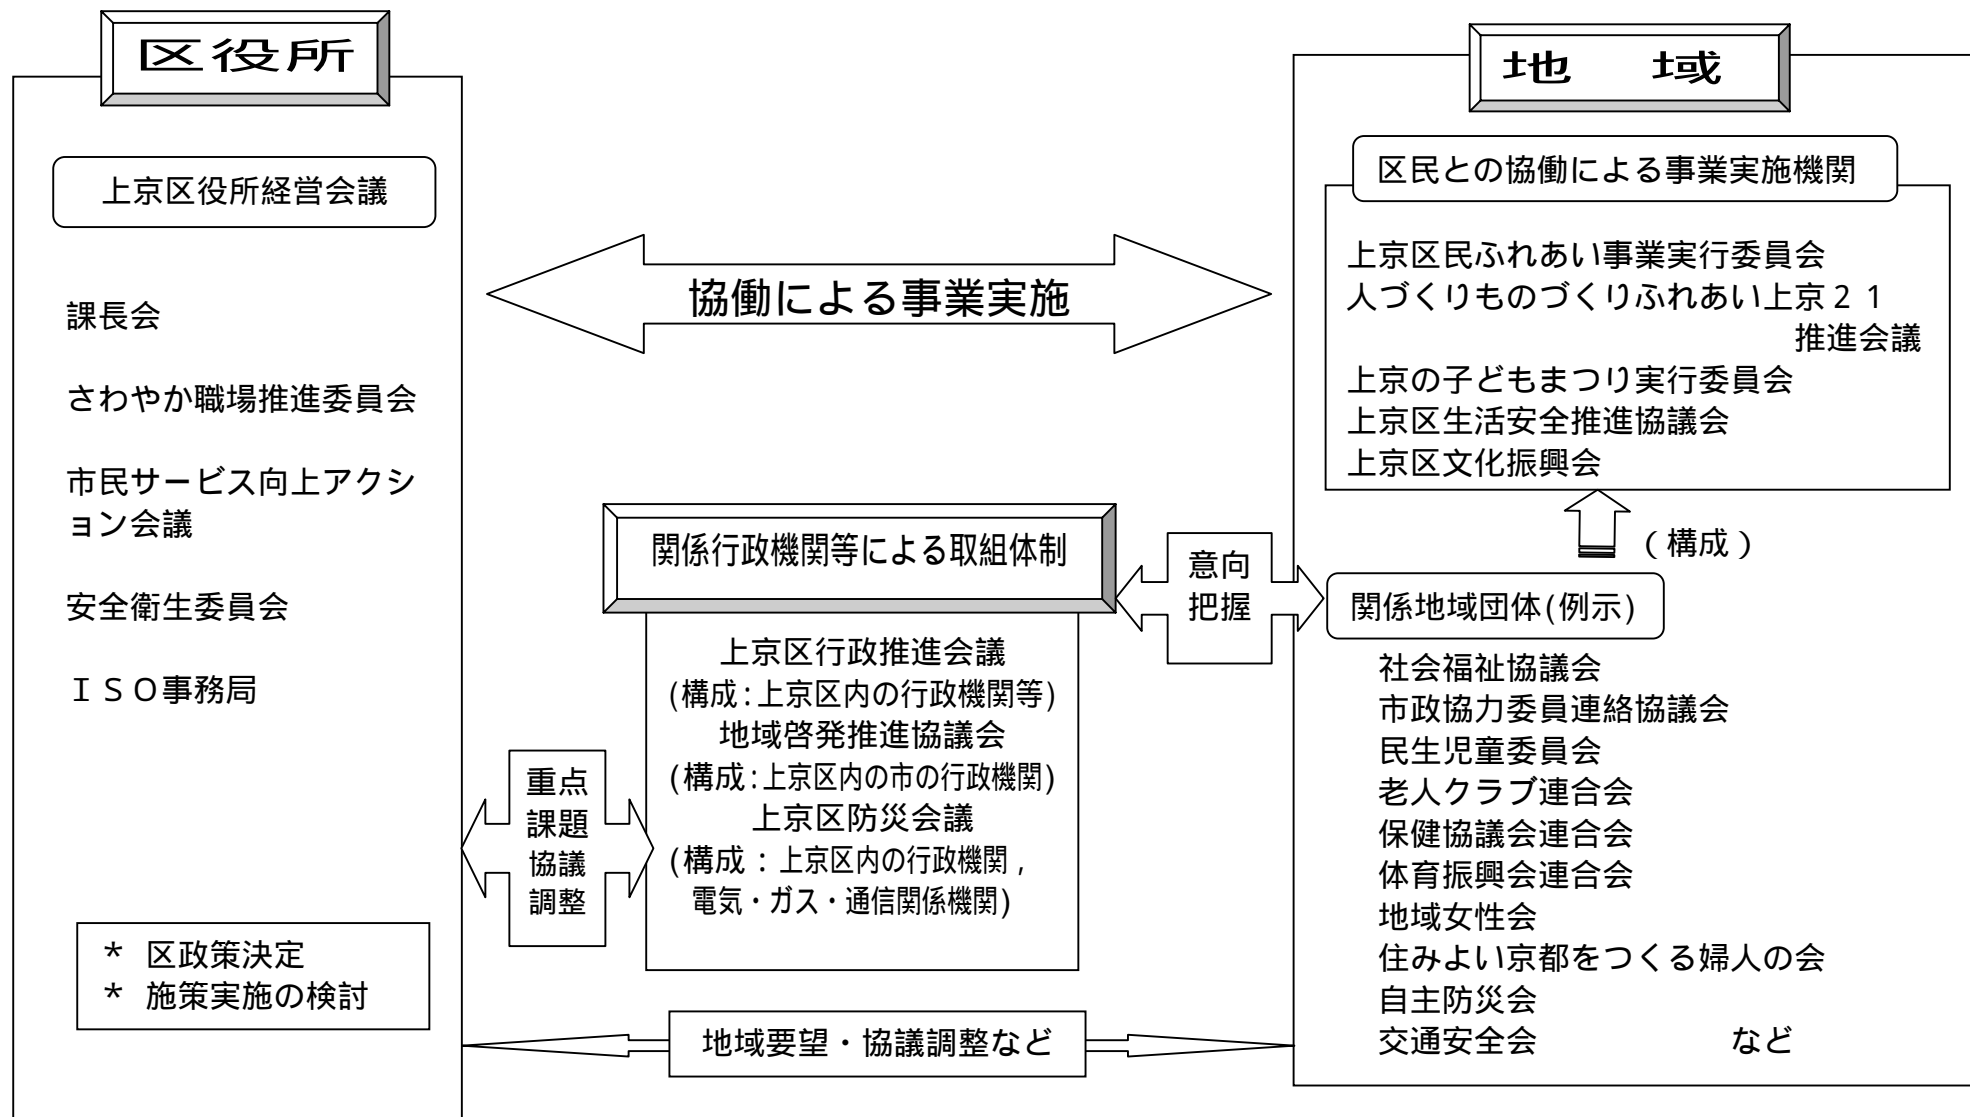 区役所
上京区役所経営会議
課長会
さわやか職場推進委員会
市民サービス向上アクシ
ョン会議
安全衛生委員会
ＩＳＯ事務局
* 区政策決定
* 施策実施の検討
協働による事業実施
関係行政機関等による取組体制
上京区行政推進会議
(構成:上京区内の行政機関等)
地域啓発推進協議会
(構成:上京区内の市の行政機関)
上京区防災会議
(構成：上京区内の行政機関，
電気・ガス・通信関係機関)
重点
課題
協議
調整
意向
把握
地域要望・協議調整など
地　域
区民との協働による事業実施機関
上京区民ふれあい事業実行委員会
人づくりものづくりふれあい上京２１
推進会議
上京の子どもまつり実行委員会
上京区生活安全推進協議会
上京区文化振興会
（構成）
関係地域団体(例示)
社会福祉協議会
市政協力委員連絡協議会
民生児童委員会
老人クラブ連合会
保健協議会連合会
体育振興会連合会
地域女性会
住みよい京都をつくる婦人の会
自主防災会
交通安全会　　　　　　など